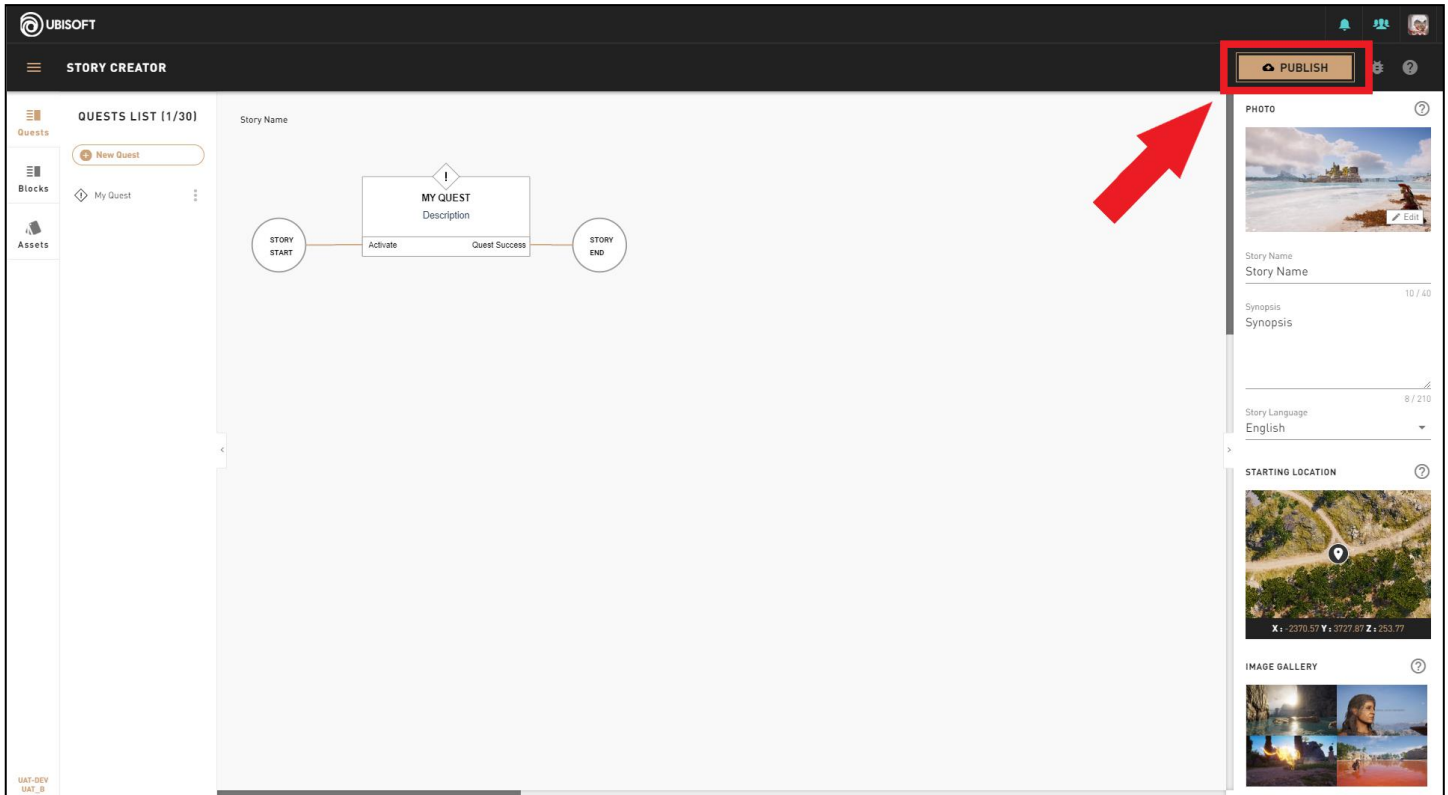 UBISOFT
STORY CREATOR
PUBLISH
Quests
Blocks
Assets
QUESTS LIST (1/30)
New Quest
My Quest
Story Name
!
MY QUEST
Description
STORY
START
Activate
Quest Success
STORY
END
PHOTO
Edit
Story Name
Story Name
10 / 40
Synopsis
Synopsis
8 / 210
Story Language
English
STARTING LOCATION
X : -2370.57 Y : 3727.87 Z : 253.77
IMAGE GALLERY
UAT-DEV
UAT_B